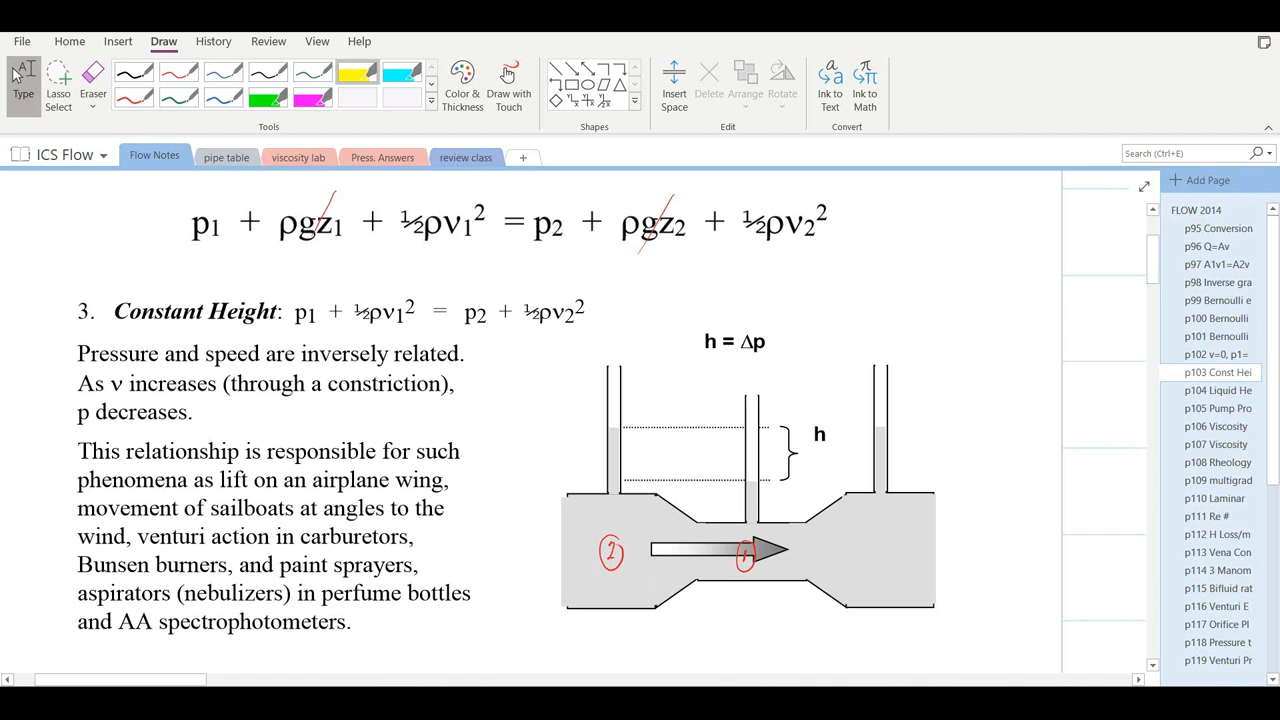 File Home Insert Draw History Review View Help
Type Lasso Select Eraser Color & Thickness Draw with Touch Insert Space Delete Arrange Rotate Ink to Text Ink to Math
Tools Shapes Edit Convert
ICS Flow Flow Notes pipe table viscosity lab Press. Answers review class + Search (Ctrl+E)
p1 + ρgz1 + ½ρν1² = p2 + ρgz2 + ½ρν2²
3. Constant Height: p1 + ½ρν1² = p2 + ½ρν2²
Pressure and speed are inversely related.
As ν increases (through a constriction),
p decreases.
This relationship is responsible for such
phenomena as lift on an airplane wing,
movement of sailboats at angles to the
wind, venturi action in carburetors,
Bunsen burners, and paint sprayers,
aspirators (nebulizers) in perfume bottles
and AA spectrophotometers.
h = Δp
h
2 1
Add Page
FLOW 2014
p95 Conversion
p96 Q=Av
p97 A1v1=A2v
p98 Inverse gra
p99 Bernoulli e
p100 Bernoulli
p101 Bernoulli
p102 v=0, p1=
p103 Const Hei
p104 Liquid He
p105 Pump Pro
p106 Viscosity
p107 Viscosity
p108 Rheology
p109 multigrad
p110 Laminar
p111 Re #
p112 H Loss/m
p113 Vena Con
p114 3 Manom
p115 Bifluid rat
p116 Venturi E
p117 Orifice Pl
p118 Pressure t
p119 Venturi Pr